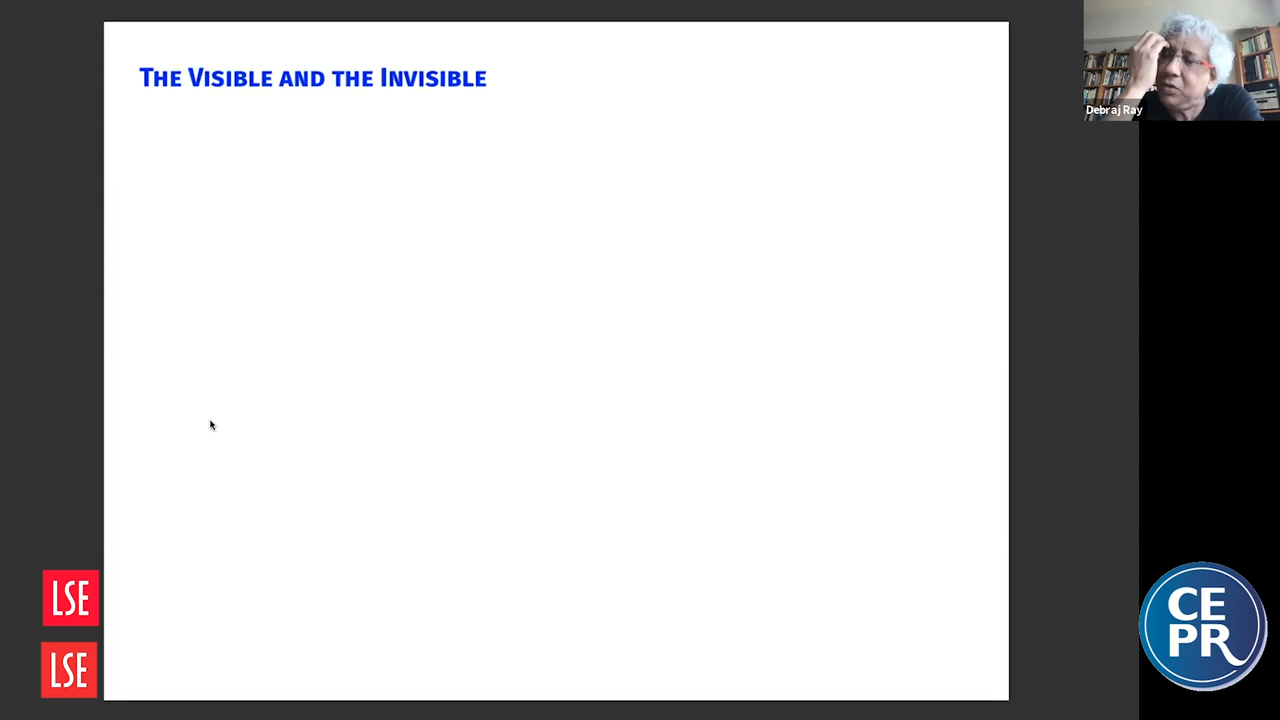 The Visible and the Invisible
Debraj Ray
LSE
LSE
CE
PR